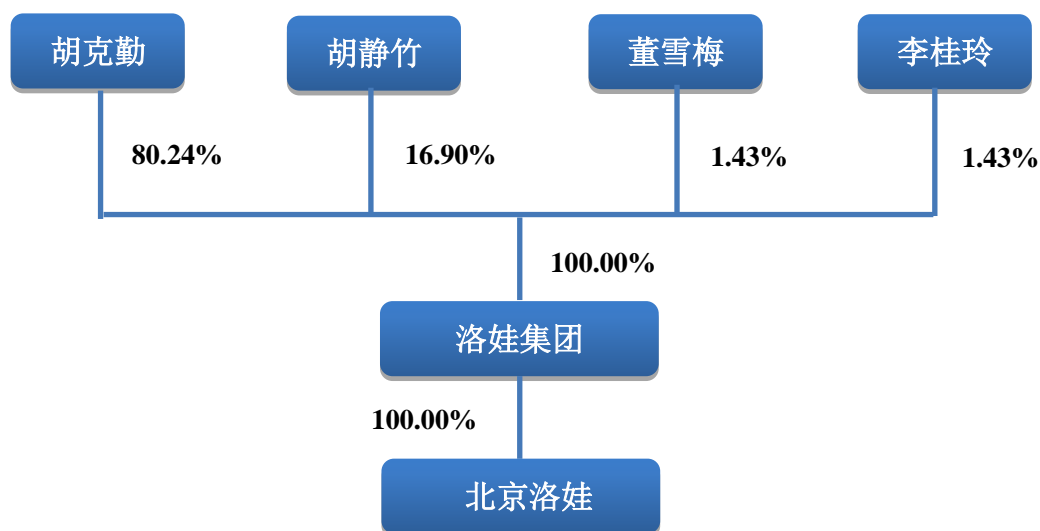 胡克勤
胡静竹
董雪梅
李桂玲
80.24%
16.90%
1.43%
1.43%
100.00%
洛娃集团
100.00%
北京洛娃